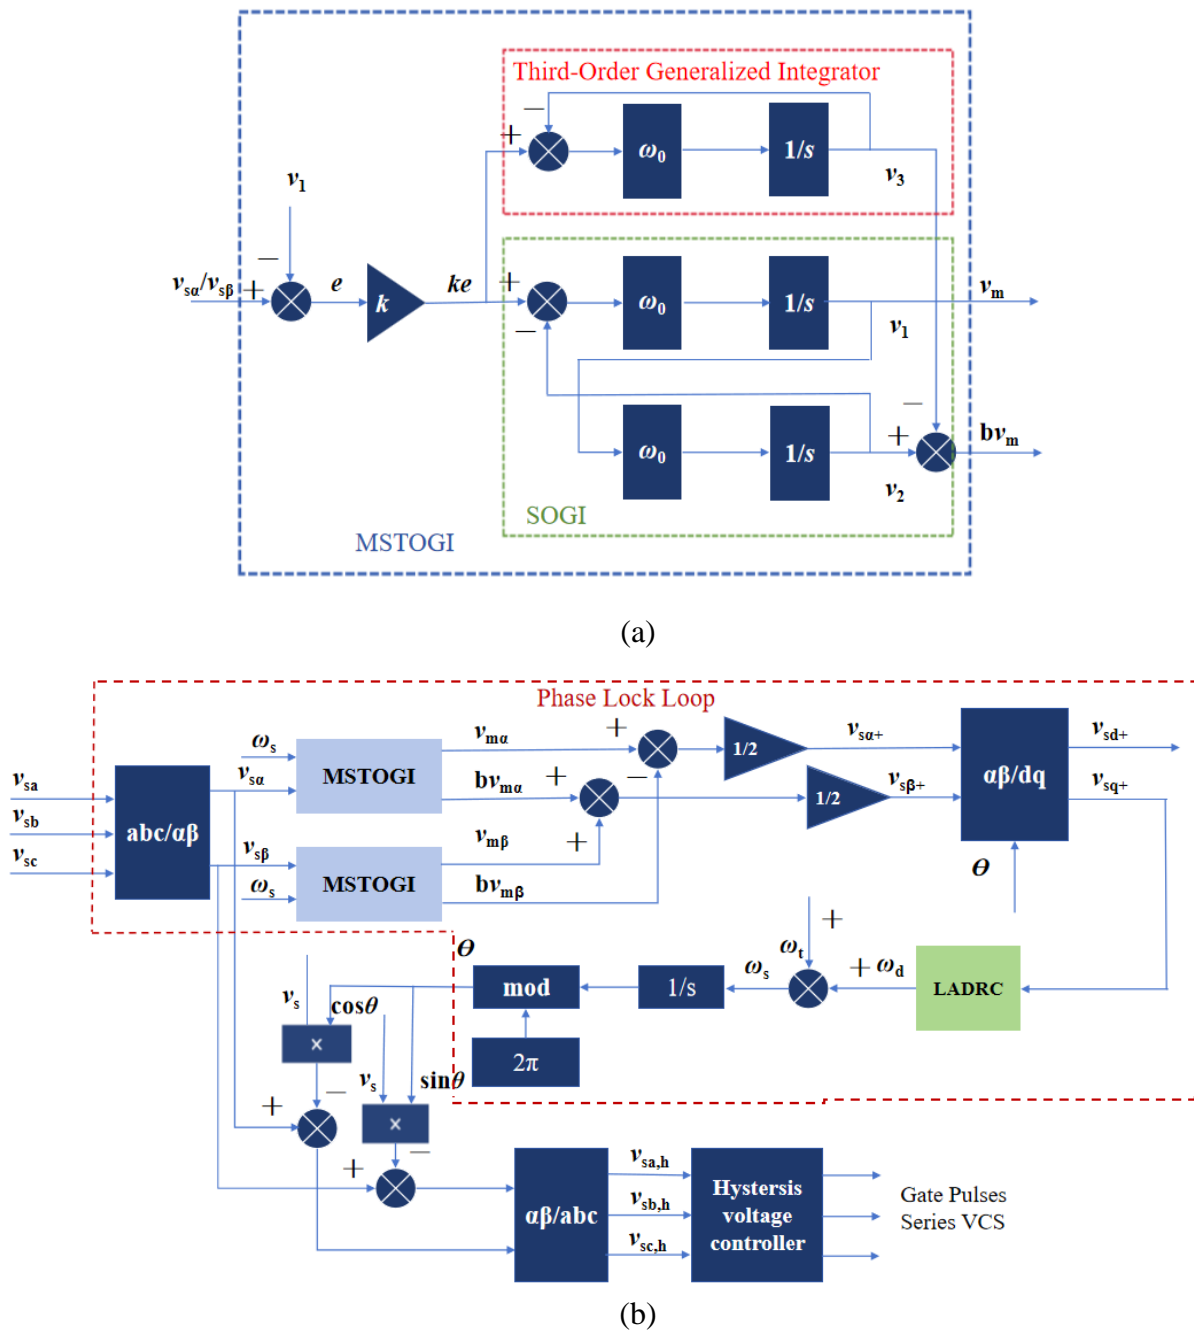 (a)
Third-Order Generalized Integrator
−
+
ω₀
1/s
v₃
v₁
−
vsα/vsβ
+
e
k
ke
+
−
ω₀
1/s
vm
v₁
−
+
ω₀
1/s
bvm
v₂
SOGI
MSTOGI
(a)
Phase Lock Loop
ωs
vmα
+
1/2
vsα+
vsd+
vsa
vsα
MSTOGI
−
αβ/dq
vsb
abc/αβ
bvmα
+
1/2
vsβ+
vsq+
vsc
vsβ
vmβ
+
ωs
MSTOGI
bvmβ
Θ
+
Θ
ωt
ωs
+
ωd
mod
1/s
LADRC
vs
cosθ
×
2π
−
vs
sinθ
+
×
+
−
αβ/abc
vsa,h
vsb,h
vsc,h
Hystersis
voltage
controller
Gate Pulses
Series VCS
(b)